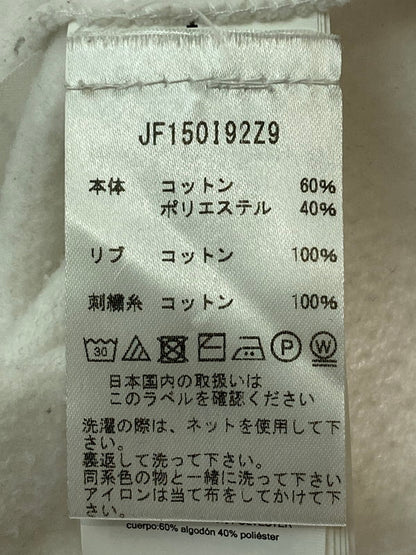 JF150I92Z9
本体 コットン 60%
ポリエステル 40%
リブ コットン 100%
刺繍糸 コットン 100%
30 P W
日本国内の取扱いは
このラベルを確認ください
洗濯の際は、ネットを使用して下
さい。
裏返して洗って下さい。
同系色の物と一緒に洗って下さい
アイロンは当て布をしてかけて下
さい。
cuerpo:60% algodón 40% poliéster